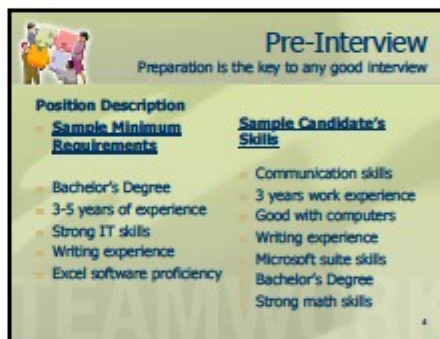 Pre-Interview
Preparation is the key to any good interview
Position Description
Sample Minimum
Requirements
Bachelor's Degree
3-5 years of experience
Strong IT skills
Writing experience
Excel software proficiency
Sample Candidate's
Skills
Communication skills
3 years work experience
Good with computers
Writing experience
Microsoft suite skills
Bachelor's Degree
Strong math skills
TEAMWORK
4